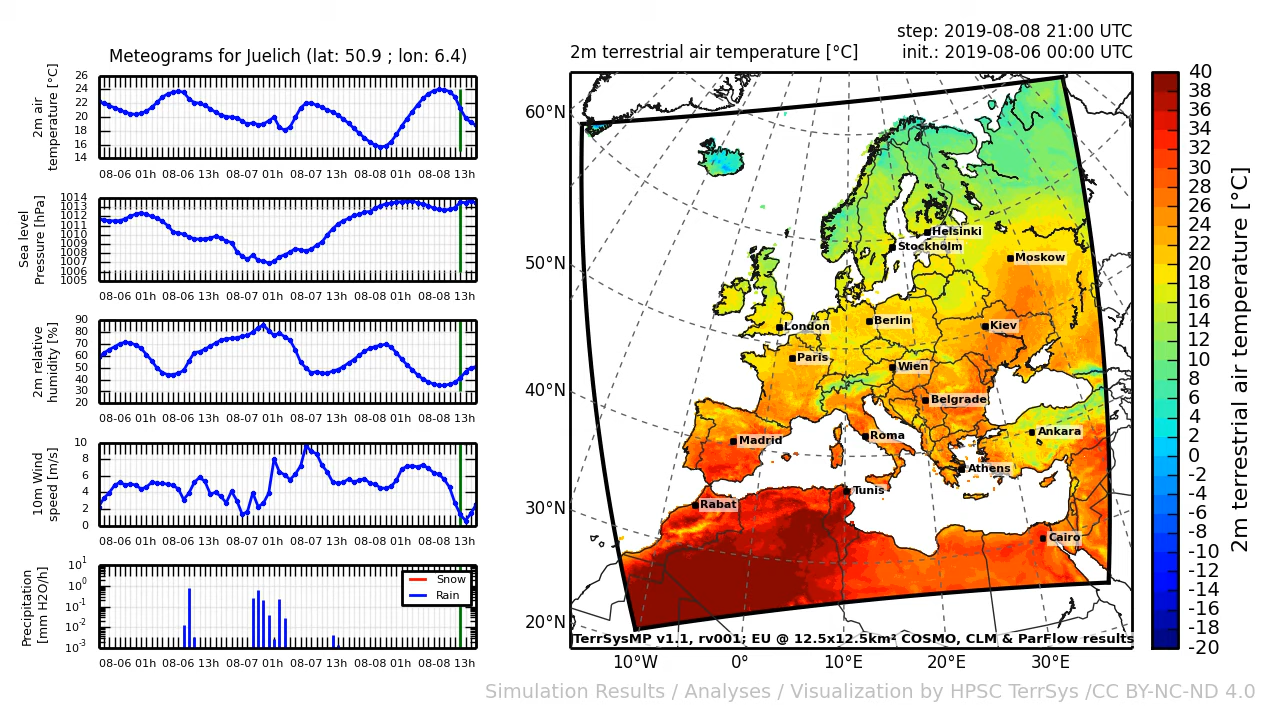 step: 2019-08-08 21:00 UTC
Meteograms for Juelich (lat: 50.9 ; lon: 6.4)
2m terrestrial air temperature [°C]
init.: 2019-08-06 00:00 UTC
2m air
temperature [°C]
26
24
22
20
18
16
14
08-06 01h 08-06 13h 08-07 01h 08-07 13h 08-08 01h 08-08 13h
Sea level
Pressure [hPa]
1014
1013
1012
1011
1010
1009
1008
1007
1006
1005
08-06 01h 08-06 13h 08-07 01h 08-07 13h 08-08 01h 08-08 13h
2m relative
humidity [%]
90
80
70
60
50
40
30
20
08-06 01h 08-06 13h 08-07 01h 08-07 13h 08-08 01h 08-08 13h
10m Wind
speed [m/s]
10
8
6
4
2
0
08-06 01h 08-06 13h 08-07 01h 08-07 13h 08-08 01h 08-08 13h
Precipitation
[mm H2O/h]
10¹
10⁰
10⁻¹
10⁻²
10⁻³
Snow
Rain
08-06 01h 08-06 13h 08-07 01h 08-07 13h 08-08 01h 08-08 13h
60°N
50°N
40°N
30°N
20°N
Helsinki
Stockholm
Moskow
London
Berlin
Kiev
Paris
Wien
Belgrade
Madrid
Roma
Ankara
Athens
Tunis
Rabat
Cairo
TerrSysMP v1.1, rv001; EU @ 12.5x12.5km² COSMO, CLM & ParFlow results
10°W 0° 10°E 20°E 30°E
40
38
36
34
32
30
28
26
24
22
20
18
16
14
12
10
8
6
4
2
0
-2
-4
-6
-8
-10
-12
-14
-16
-18
-20
2m terrestrial air temperature [°C]
Simulation Results / Analyses / Visualization by HPSC TerrSys /CC BY-NC-ND 4.0